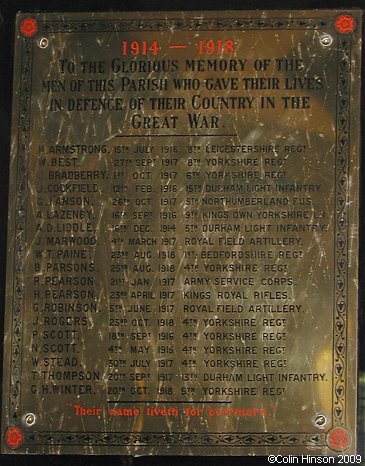 1914 — 1918
To the Glorious memory of the
men of this Parish who gave their lives
in defence of their Country in the
Great War.
H. ARMSTRONG, 15TH JULY 1916 8TH LEICESTERSHIRE REGT
W. BEST. 27TH SEPT 1917 8TH YORKSHIRE REGT
BRADBERRY. 1ST OCT. 1917 6TH YORKSHIRE REGT
J. COCKFIELD. 12TH FEB. 1916 15TH DURHAM LIGHT INFANTRY.
G. I'ANSON. 26TH OCT. 1917 9TH NORTHUMBERLAND FUS.
A. LAZENBY. 16TH SEPT 1916 9TH KINGS OWN YORKSHIRE L.I.
A. D. LIDDLE. 16TH DEC. 1914 5TH DURHAM LIGHT INFANTRY.
J. MARWOOD. 4TH MARCH 1917 ROYAL FIELD ARTILLERY.
W. T. PAINE. 23RD AUG. 1918 1ST BEDFORDSHIRE REGT
B. PARSONS. 25TH AUG. 1918 4TH YORKSHIRE REGT
R. PEARSON. 21ST JAN. 1917 ARMY SERVICE CORPS.
H. PEARSON. 23RD APRIL 1917 KINGS ROYAL RIFLES.
G. ROBINSON. 5TH JUNE 1917 ROYAL FIELD ARTILLERY.
J. ROGERS. 25TH OCT. 1918 4TH YORKSHIRE REGT
P. SCOTT. 18TH SEPT 1916 4TH YORKSHIRE REGT
N. SCOTT. 4TH MAY 1915 4TH YORKSHIRE REGT
W. STEAD. 30TH JULY 1917 4TH YORKSHIRE REGT
T. THOMPSON. 20TH SEPT 1917 13TH DURHAM LIGHT INFANTRY.
G. H. WINTER. 20TH OCT. 1918 5TH YORKSHIRE REGT
"Their name liveth for evermore."
©Colin Hinson 2009